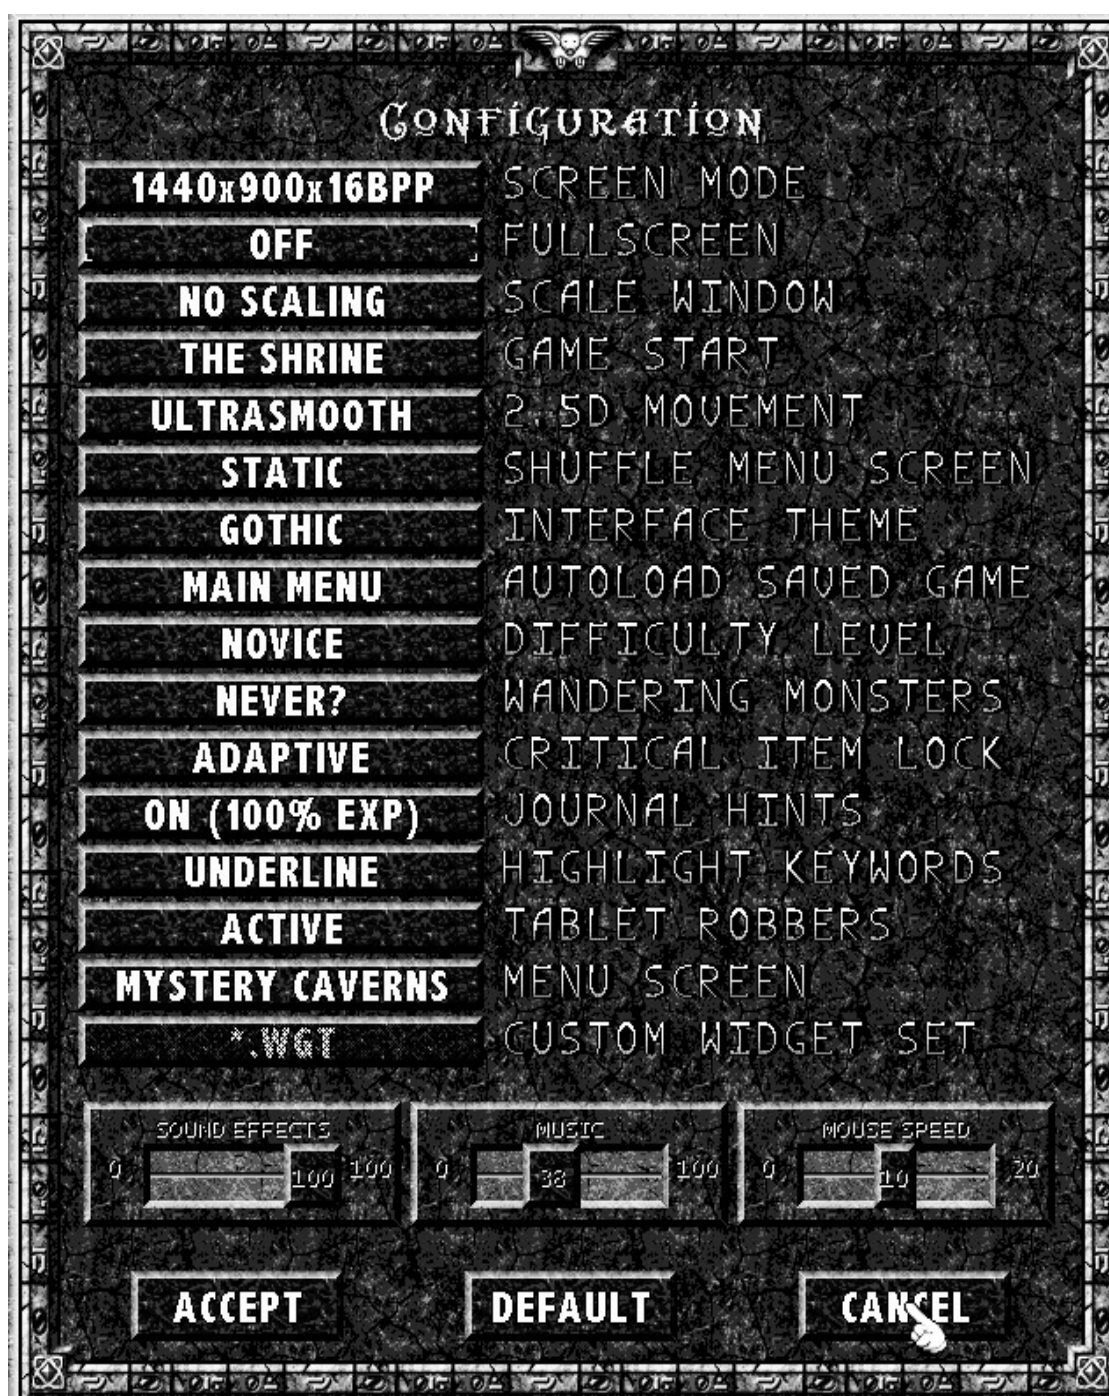 Configuration
1440x900x16BPP SCREEN MODE
OFF FULLSCREEN
NO SCALING SCALE WINDOW
THE SHRINE GAME START
ULTRASMOOTH 2.5D MOVEMENT
STATIC SHUFFLE MENU SCREEN
GOTHIC INTERFACE THEME
MAIN MENU AUTOLOAD SAVED GAME
NOVICE DIFFICULTY LEVEL
NEVER? WANDERING MONSTERS
ADAPTIVE CRITICAL ITEM LOCK
ON (100% EXP) JOURNAL HINTS
UNDERLINE HIGHLIGHT KEYWORDS
ACTIVE TABLET ROBBERS
MYSTERY CAVERNS MENU SCREEN
*.WGT CUSTOM WIDGET SET
SOUND EFFECTS MUSIC MOUSE SPEED
0 100 100 0 38 100 0 10 20
ACCEPT DEFAULT CANCEL